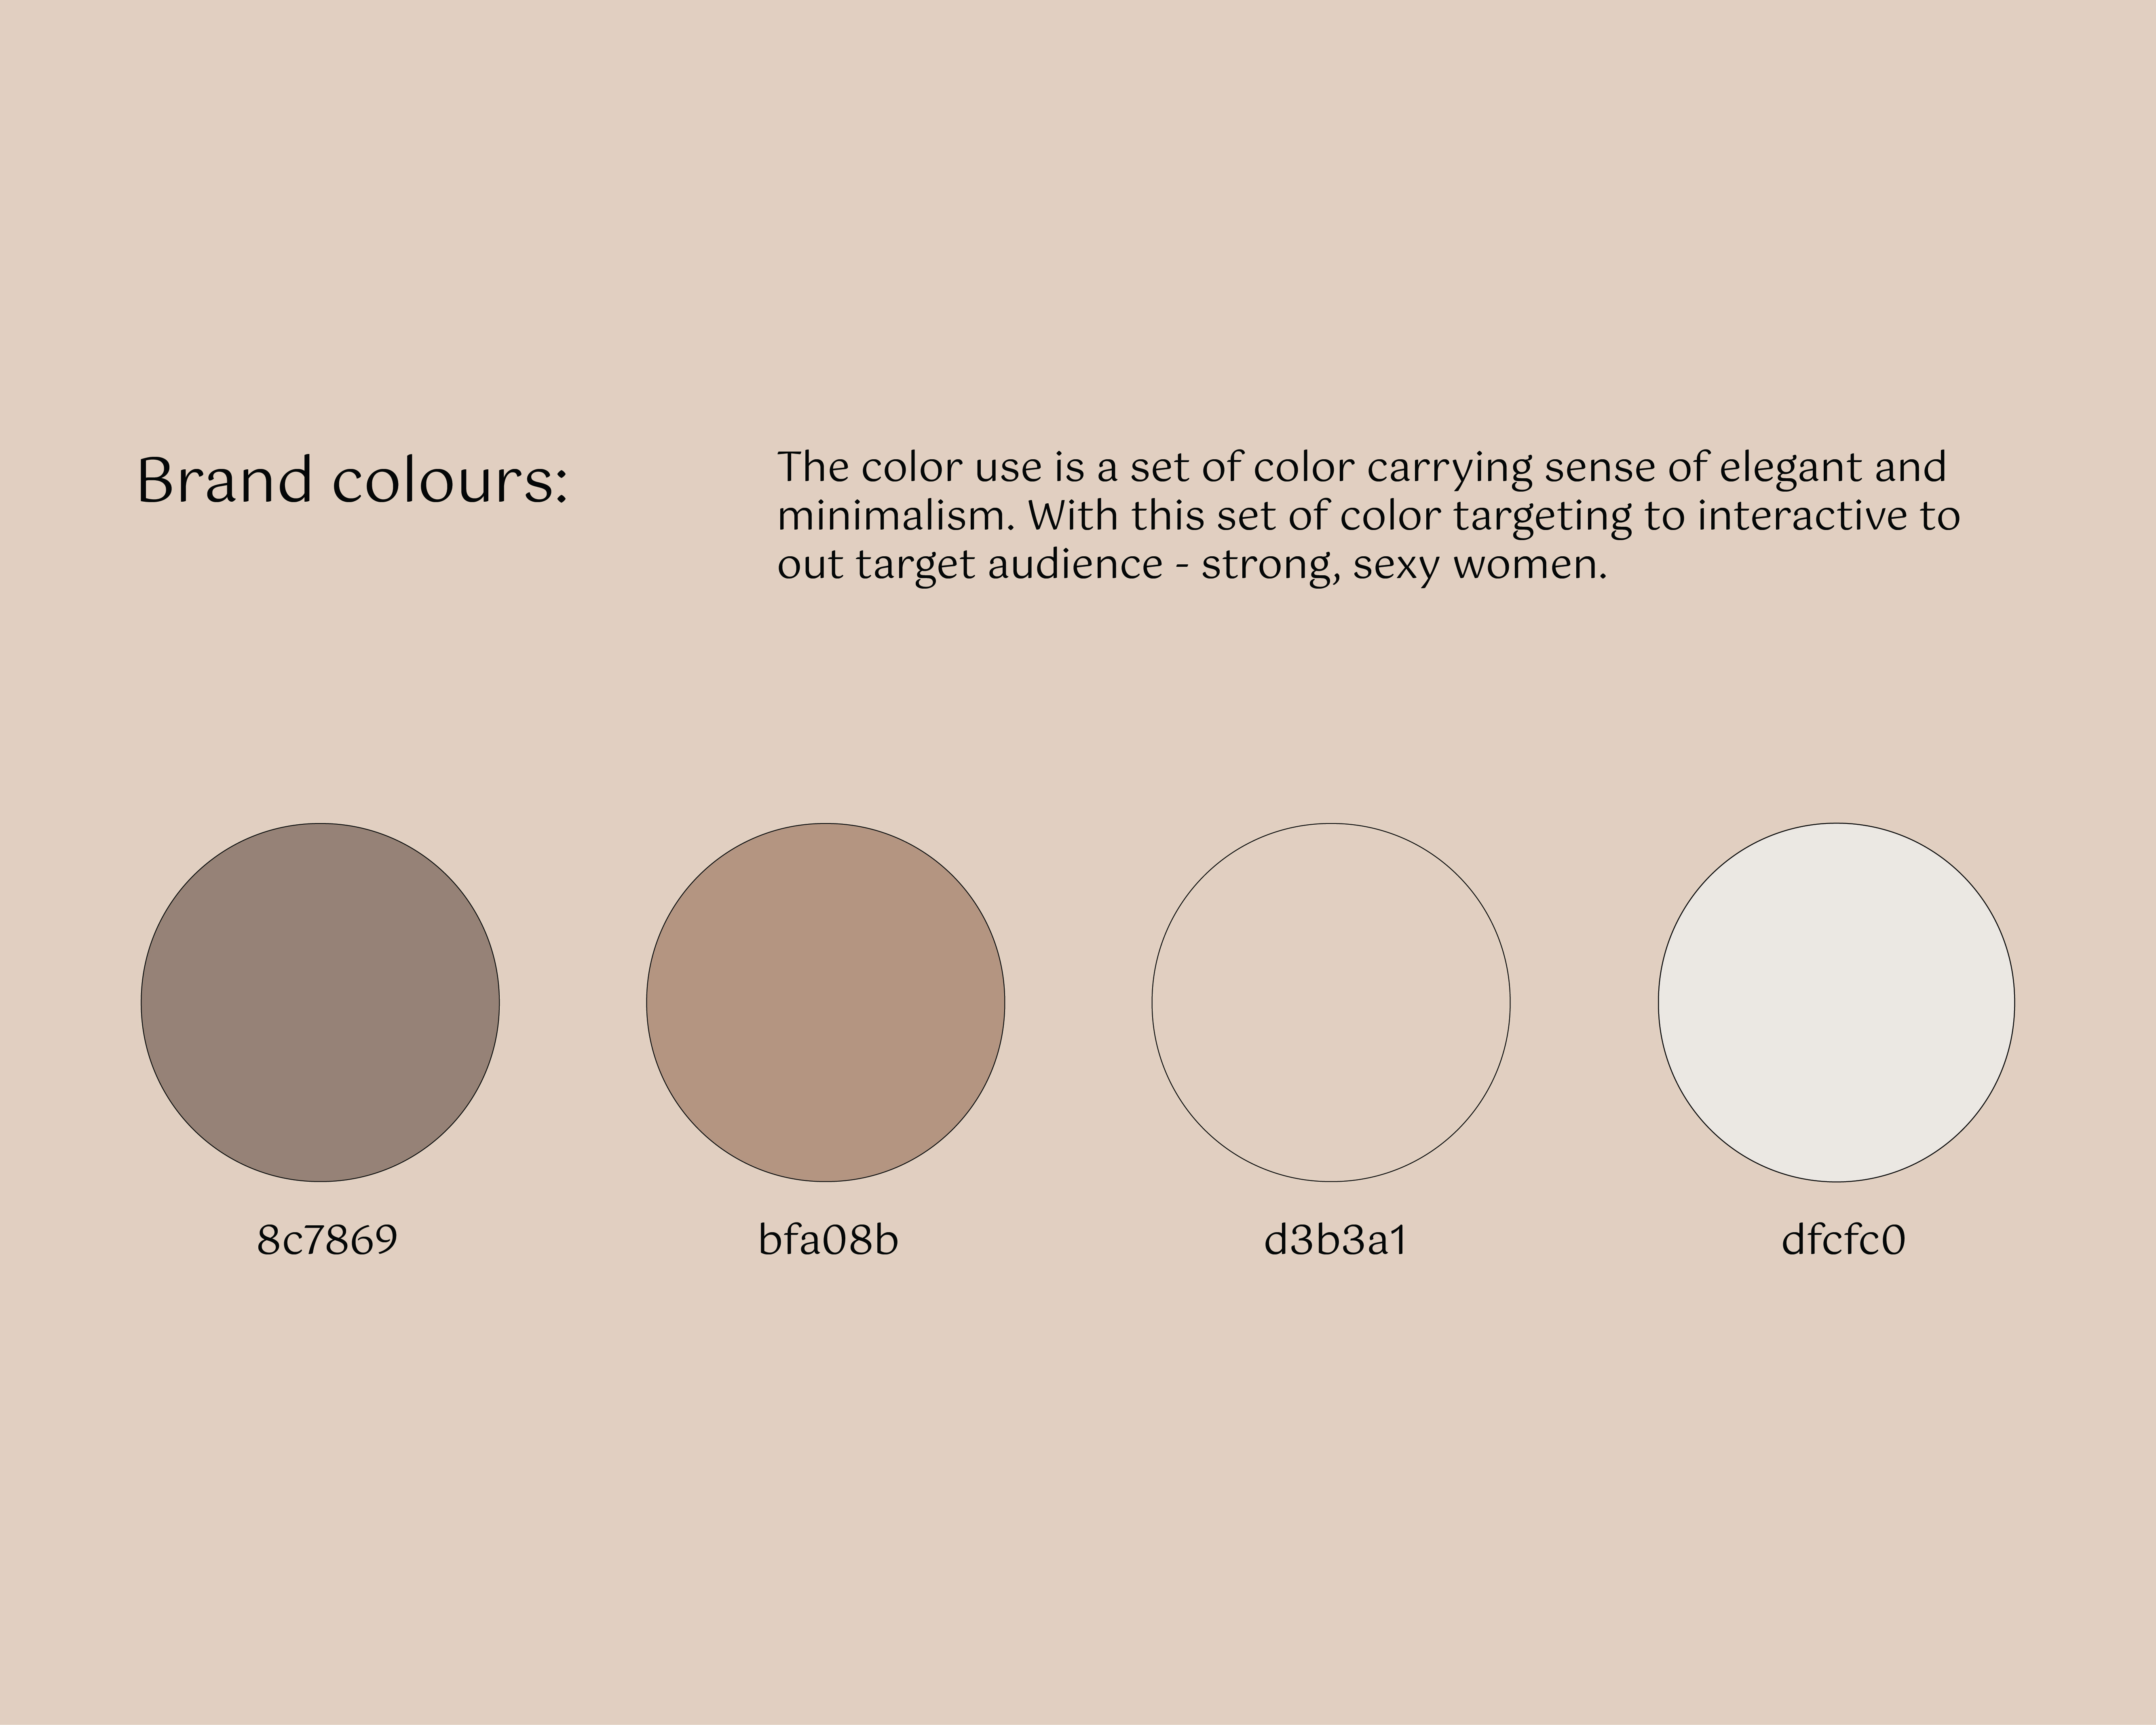 Brand colours:
The color use is a set of color carrying sense of elegant and
minimalism. With this set of color targeting to interactive to
out target audience - strong, sexy women.
8c7869
bfa08b
d3b3a1
dfcfc0